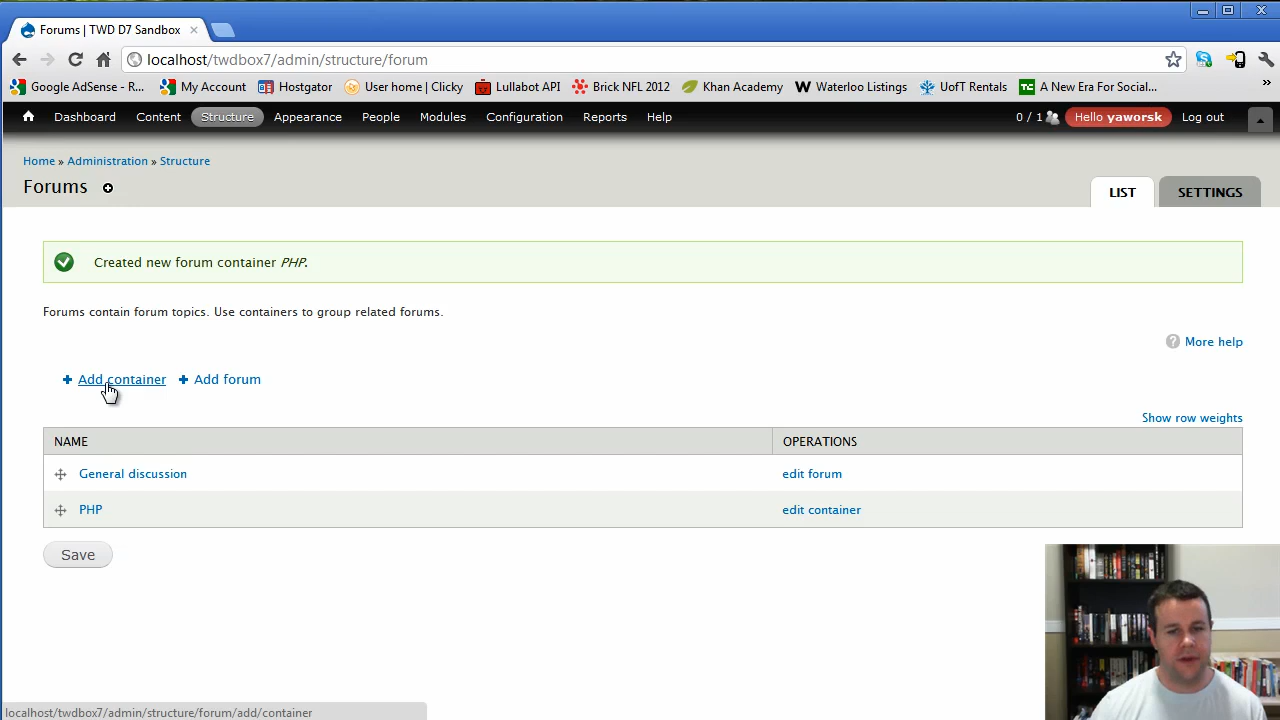 Forums | TWD D7 Sandbox
localhost/twdbox7/admin/structure/forum
Google AdSense - R... My Account Hostgator User home | Clicky Lullabot API Brick NFL 2012 Khan Academy Waterloo Listings UofT Rentals TC A New Era For Social... »
Dashboard Content Structure Appearance People Modules Configuration Reports Help 0 / 1 Hello yaworsk Log out
Home » Administration » Structure
Forums
LIST SETTINGS
Created new forum container PHP.
Forums contain forum topics. Use containers to group related forums.
? More help
+ Add container + Add forum
Show row weights
NAME OPERATIONS
General discussion edit forum
PHP edit container
Save
localhost/twdbox7/admin/structure/forum/add/container